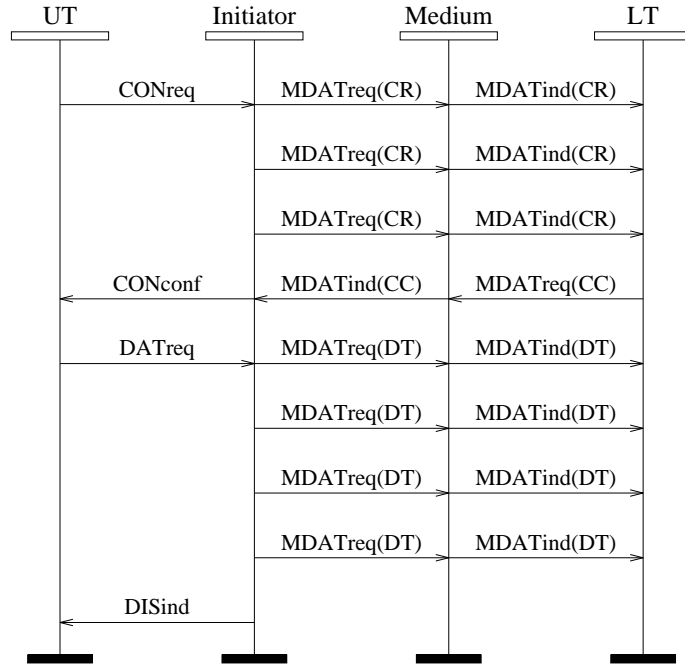 UT Initiator Medium LT
CONreq MDATreq(CR) MDATind(CR)
MDATreq(CR) MDATind(CR)
MDATreq(CR) MDATind(CR)
CONconf MDATind(CC) MDATreq(CC)
DATreq MDATreq(DT) MDATind(DT)
MDATreq(DT) MDATind(DT)
MDATreq(DT) MDATind(DT)
MDATreq(DT) MDATind(DT)
DISind